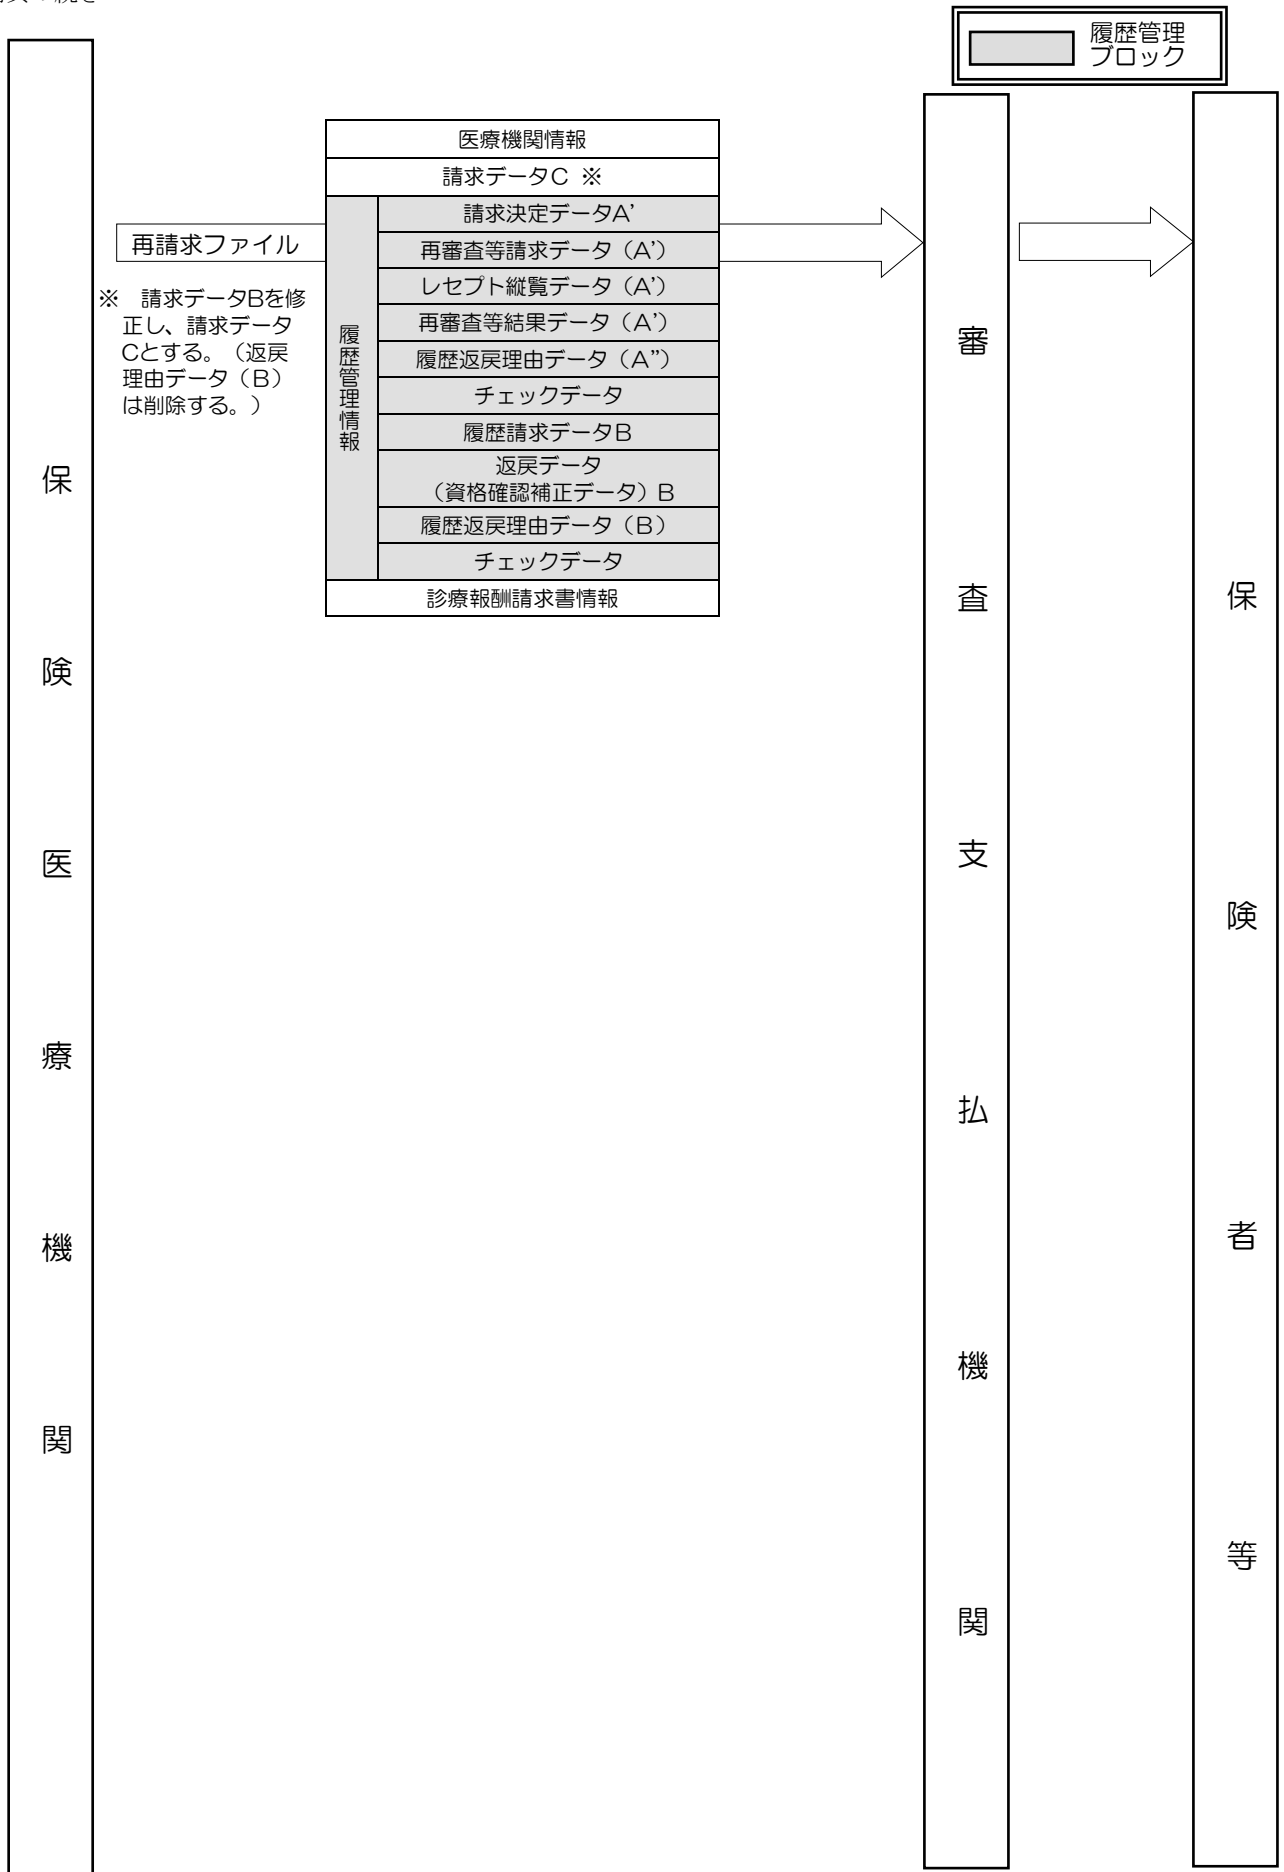 履歴管理
ブロック
医療機関情報
請求データC ※
履歴管理情報
請求決定データA’
再審査等請求データ（A’）
レセプト縦覧データ（A’）
再審査等結果データ（A’）
履歴返戻理由データ（A”）
チェックデータ
履歴請求データB
返戻データ
（資格確認補正データ）B
履歴返戻理由データ（B）
チェックデータ
診療報酬請求書情報
再請求ファイル
※　請求データBを修
正し、請求データ
Cとする。（返戻
理由データ（B）
は削除する。）
保険医療機関
審査支払機関
保険者等